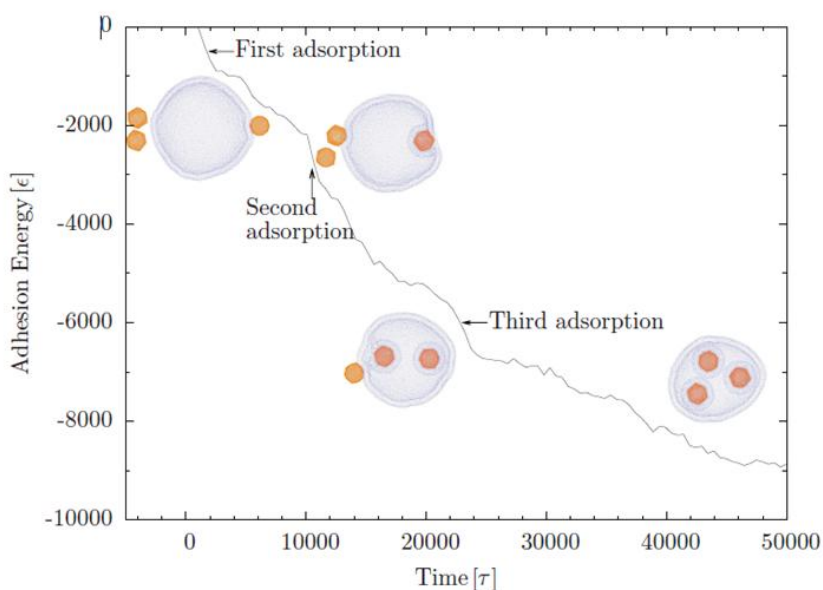 0
-2000
-4000
-6000
-8000
-10000
Adhesion Energy [ϵ]
First adsorption
Second
adsorption
Third adsorption
0 10000 20000 30000 40000 50000
Time [τ]